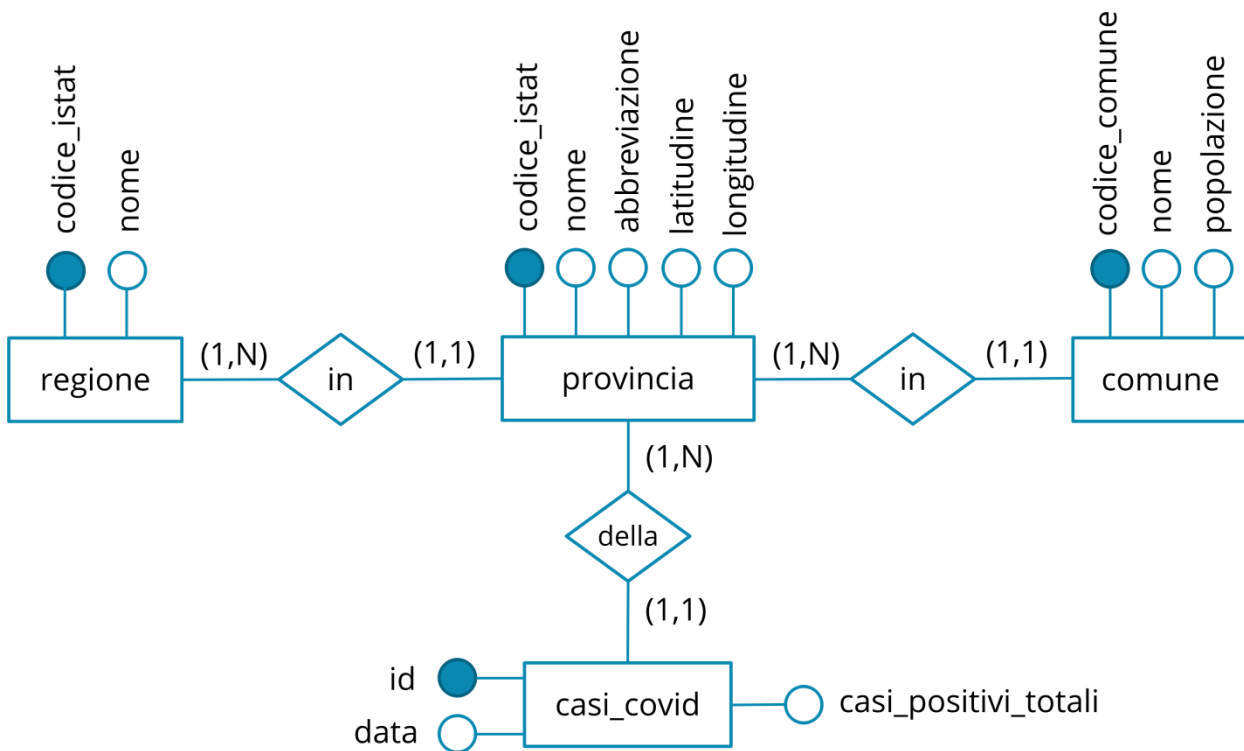 codice_istat
nome
codice_istat
nome
abbreviazione
latitudine
longitudine
codice_comune
nome
popolazione
regione
(1,N)
in
(1,1)
provincia
(1,N)
in
(1,1)
comune
(1,N)
della
(1,1)
id
data
casi_covid
casi_positivi_totali